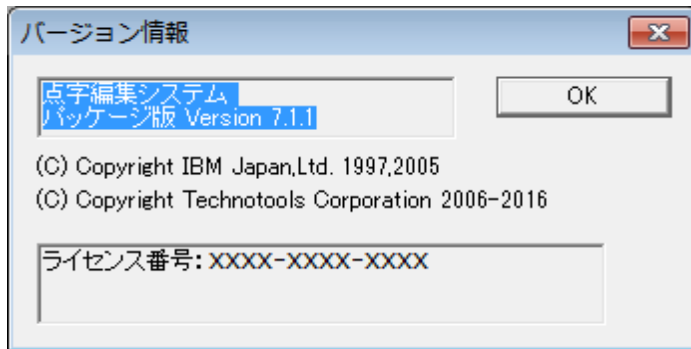 バージョン情報
点字編集システム
パッケージ版 Version 7.1.1
OK
(C) Copyright IBM Japan,Ltd. 1997,2005
(C) Copyright Technotools Corporation 2006-2016
ライセンス番号: XXXX-XXXX-XXXX